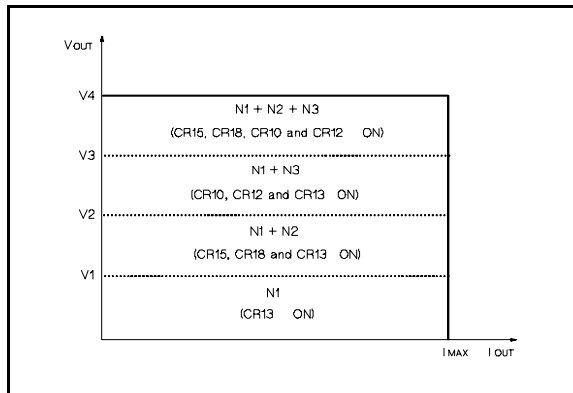 VOUT
V4
N1 + N2 + N3
(CR15, CR18, CR10 and CR12 ON)
V3
N1 + N3
(CR10, CR12 and CR13 ON)
V2
N1 + N2
(CR15, CR18 and CR13 ON)
V1
N1
(CR13 ON)
IMAX IOUT